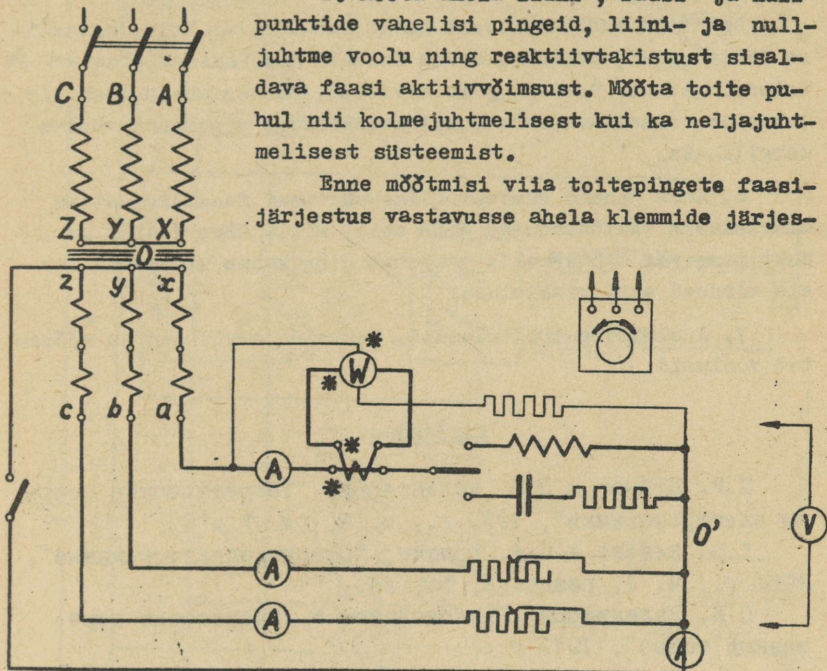 punktide vahelisi pingeid, liini- ja null-
juhtme voolu ning reaktiivtakistust sisal-
dava faasi aktiivvõimsust. Mõõta toite pu-
hul nii kolmejuhtmelisest kui ka neljajuht-
melisest süsteemist.
Enne mõõtmisi viia toitepingete faasi-
järjestus vastavusse ahela klemmide järjes-
C B A
Z Y X
O
z y x
c b a
*
W
*
*
*
A
A
A
O'
V
A